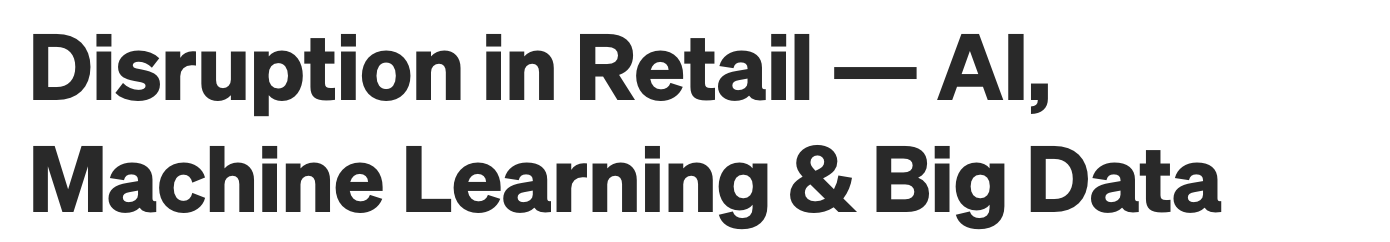 Disruption in Retail — AI,
Machine Learning & Big Data